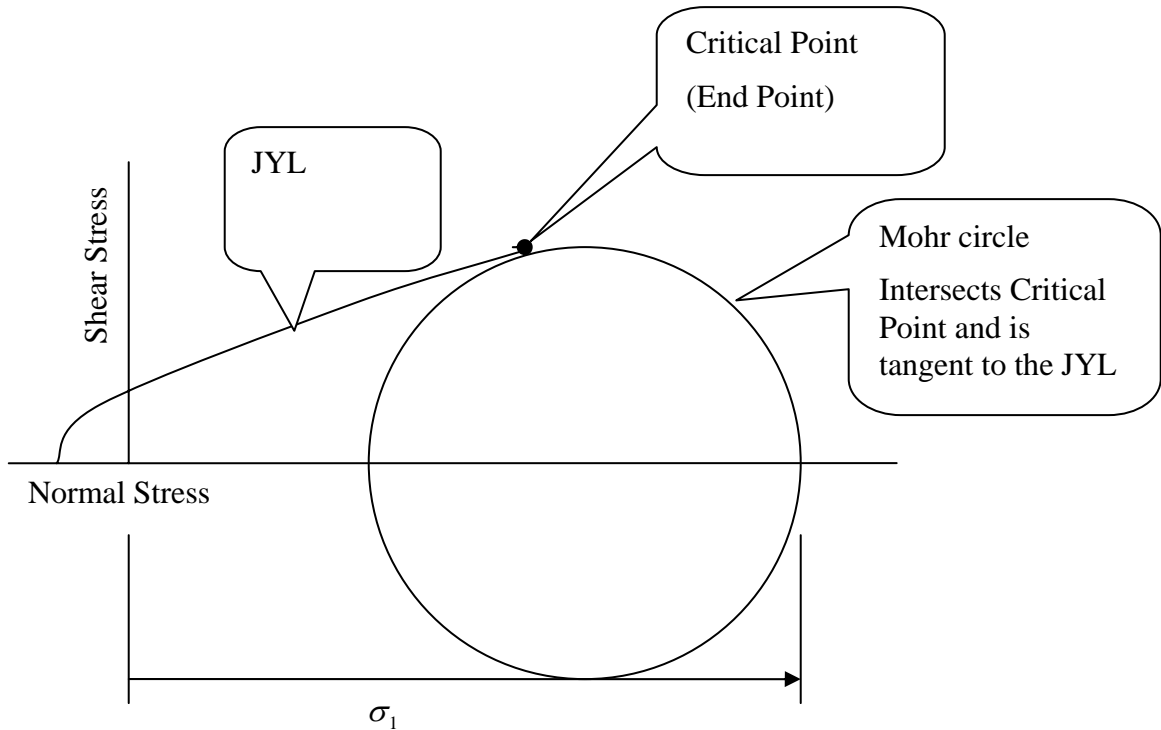 Critical Point
(End Point)
JYL
Shear Stress
Mohr circle
Intersects Critical
Point and is
tangent to the JYL
Normal Stress
σ₁